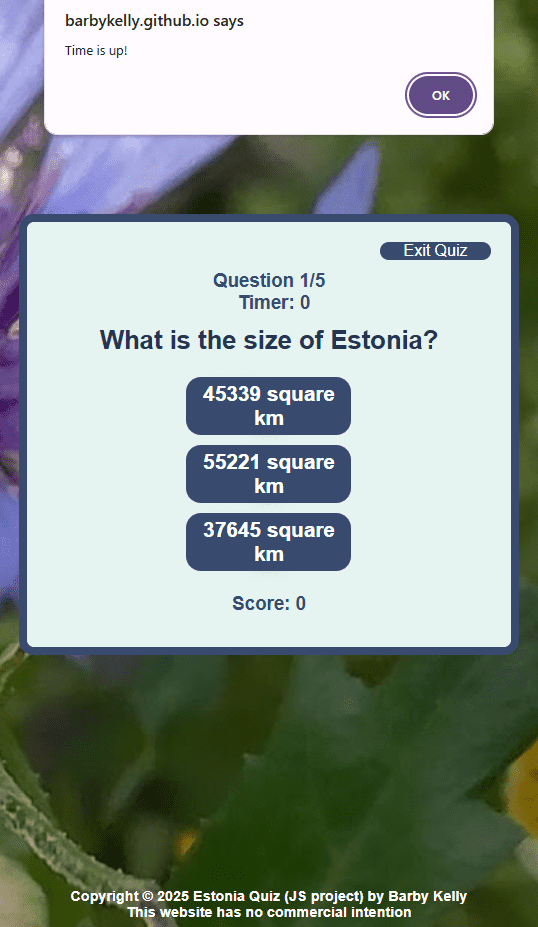 barbykelly.github.io says
Time is up!
OK
Exit Quiz
Question 1/5
Timer: 0
What is the size of Estonia?
45339 square
km
55221 square
km
37645 square
km
Score: 0
Copyright © 2025 Estonia Quiz (JS project) by Barby Kelly
This website has no commercial intention